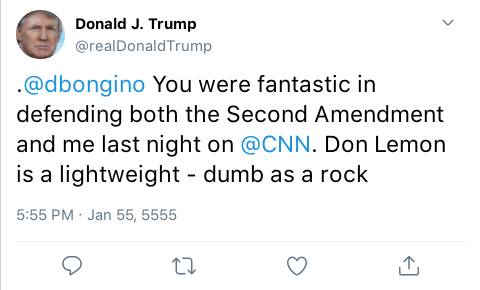 Donald J. Trump
@realDonaldTrump
.@dbongino You were fantastic in
defending both the Second Amendment
and me last night on @CNN. Don Lemon
is a lightweight - dumb as a rock
5:55 PM · Jan 55, 5555